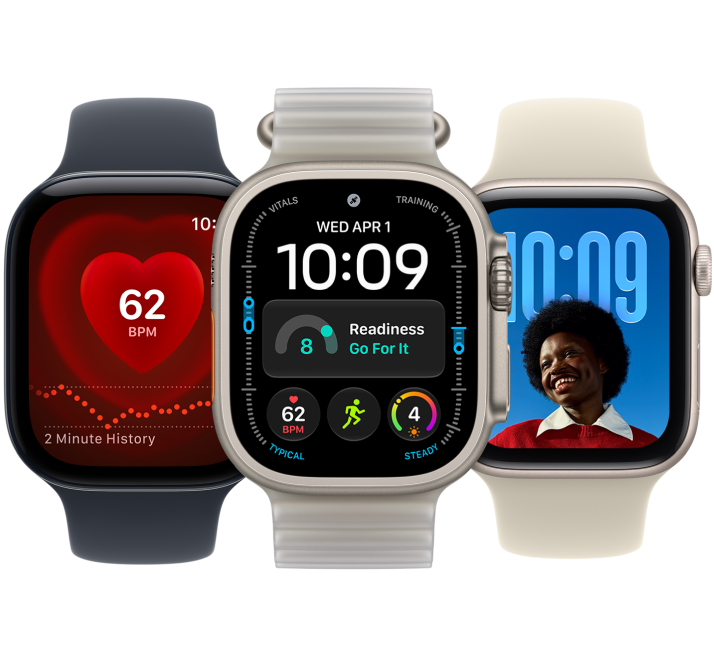 10:
62
BPM
2 Minute History
VITALS
TRAINING
WED APR 1
10:09
8
Readiness
Go For It
62
BPM
4
TYPICAL
STEADY
10:09